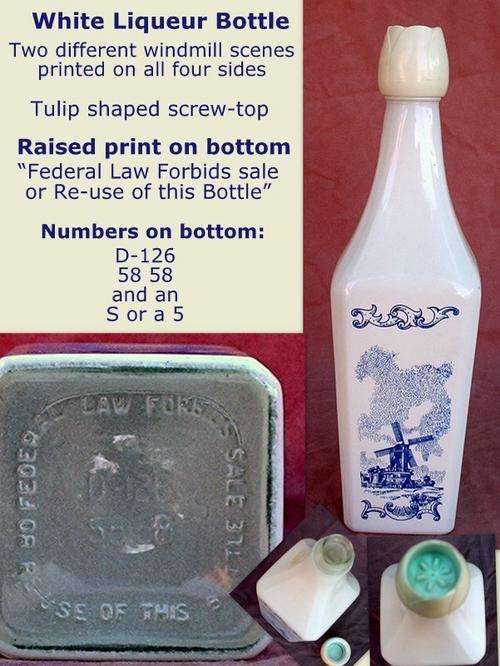 White Liqueur Bottle
Two different windmill scenes
printed on all four sides
Tulip shaped screw-top
Raised print on bottom
“Federal Law Forbids sale
or Re-use of this Bottle”
Numbers on bottom:
D-126
58 58
and an
S or a 5
FEDERAL LAW FORBIDS SALE
SE OF THIS